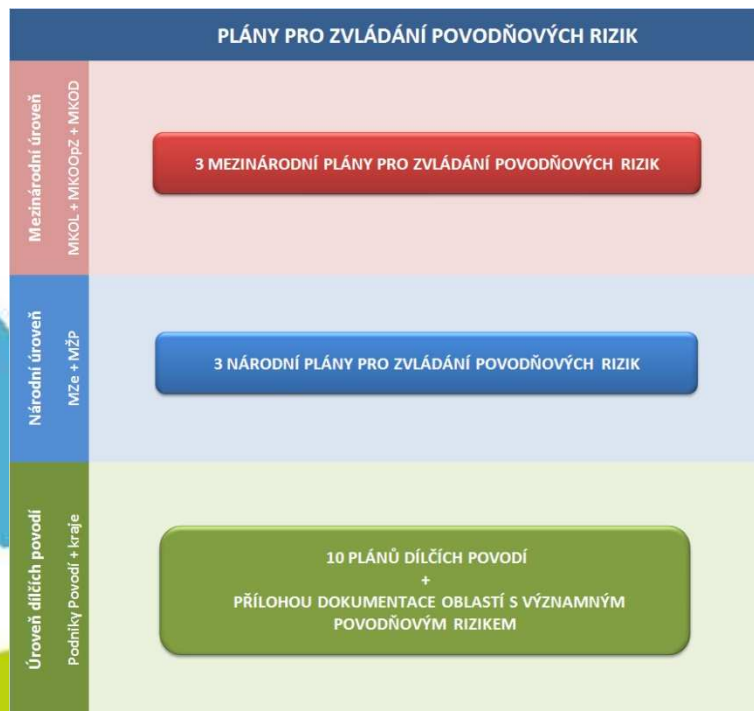 PLÁNY PRO ZVLÁDÁNÍ POVODŇOVÝCH RIZIK
Mezinárodní úroveň
MKOL + MKOOpZ + MKOD
3 MEZINÁRODNÍ PLÁNY PRO ZVLÁDÁNÍ POVODŇOVÝCH RIZIK
Národní úroveň
MZe + MŽP
3 NÁRODNÍ PLÁNY PRO ZVLÁDÁNÍ POVODŇOVÝCH RIZIK
Úroveň dílčích povodí
Podniky Povodí + kraje
10 PLÁNŮ DÍLČÍCH POVODÍ
+
PŘÍLOHOU DOKUMENTACE OBLASTÍ S VÝZNAMNÝM
POVODŇOVÝM RIZIKEM